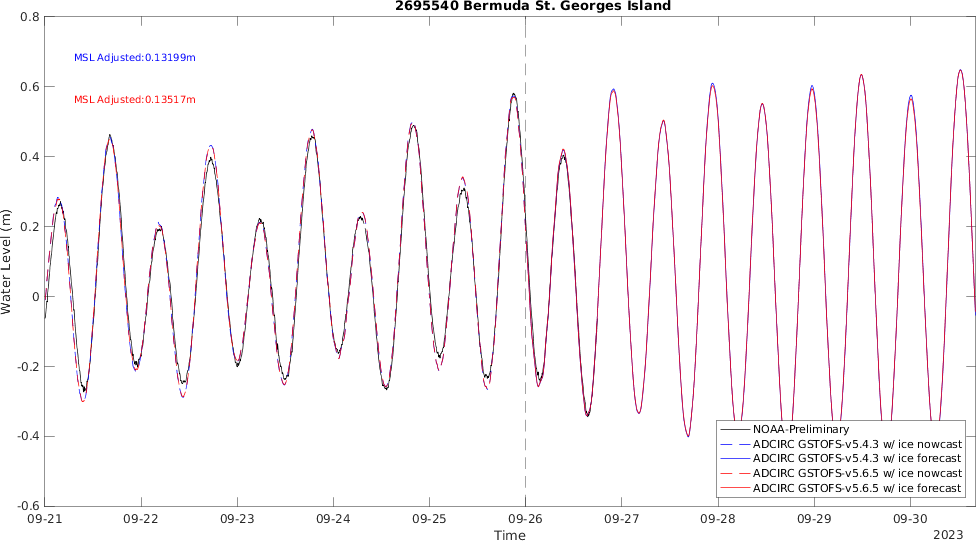 2695540 Bermuda St. Georges Island
0.8
MSL Adjusted:0.13199m
0.6
MSL Adjusted:0.13517m
0.4
0.2
0
-0.2
-0.4
-0.6
Water Level (m)
NOAA-Preliminary
ADCIRC GSTOFS-v5.4.3 w/ ice nowcast
ADCIRC GSTOFS-v5.4.3 w/ ice forecast
ADCIRC GSTOFS-v5.6.5 w/ ice nowcast
ADCIRC GSTOFS-v5.6.5 w/ ice forecast
09-21 09-22 09-23 09-24 09-25 09-26 09-27 09-28 09-29 09-30
Time
2023